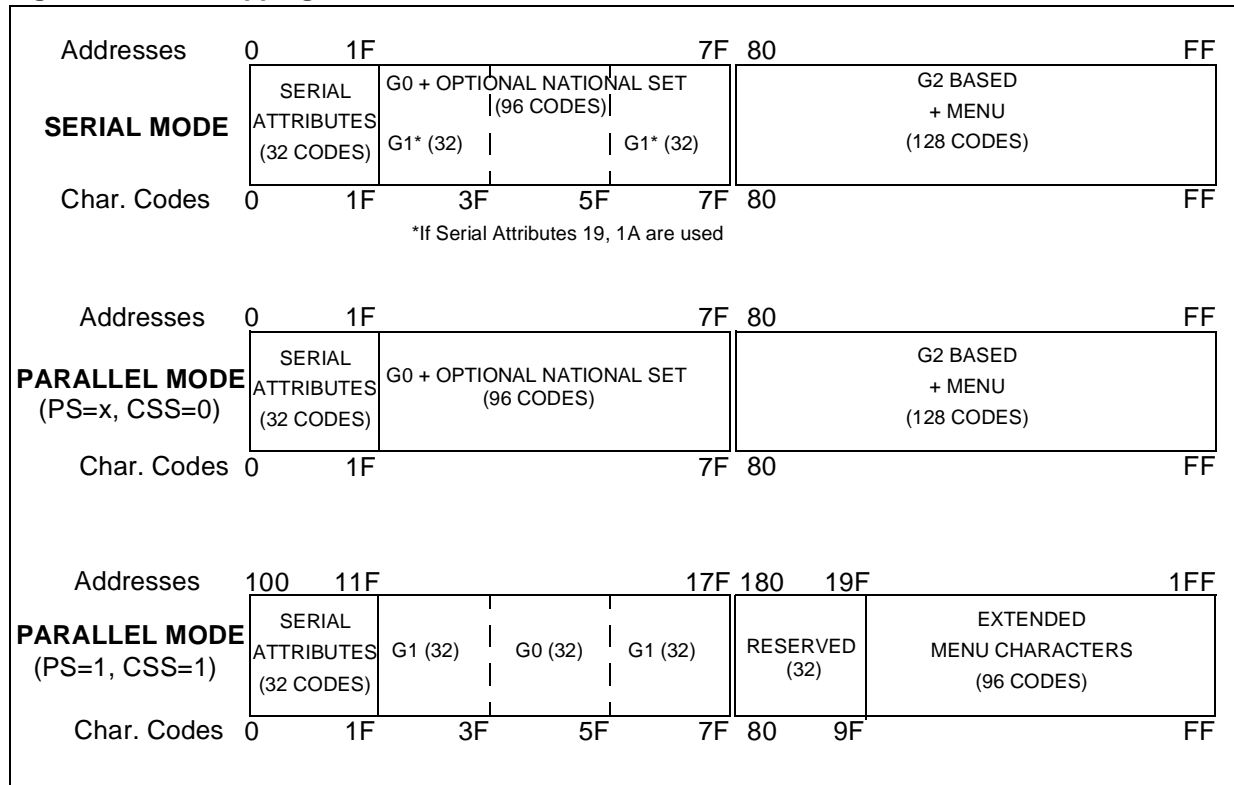 Addresses 0 1F 7F 80 FF
SERIAL MODE
SERIAL
ATTRIBUTES
(32 CODES)
G0 + OPTIONAL NATIONAL SET
(96 CODES)
G1* (32)
G1* (32)
G2 BASED
+ MENU
(128 CODES)
Char. Codes 0 1F 3F 5F 7F 80 FF
*If Serial Attributes 19, 1A are used
Addresses 0 1F 7F 80 FF
PARALLEL MODE
(PS=x, CSS=0)
SERIAL
ATTRIBUTES
(32 CODES)
G0 + OPTIONAL NATIONAL SET
(96 CODES)
G2 BASED
+ MENU
(128 CODES)
Char. Codes 0 1F 7F 80 FF
Addresses 100 11F 17F 180 19F 1FF
PARALLEL MODE
(PS=1, CSS=1)
SERIAL
ATTRIBUTES
(32 CODES)
G1 (32)
G0 (32)
G1 (32)
RESERVED
(32)
EXTENDED
MENU CHARACTERS
(96 CODES)
Char. Codes 0 1F 3F 5F 7F 80 9F FF